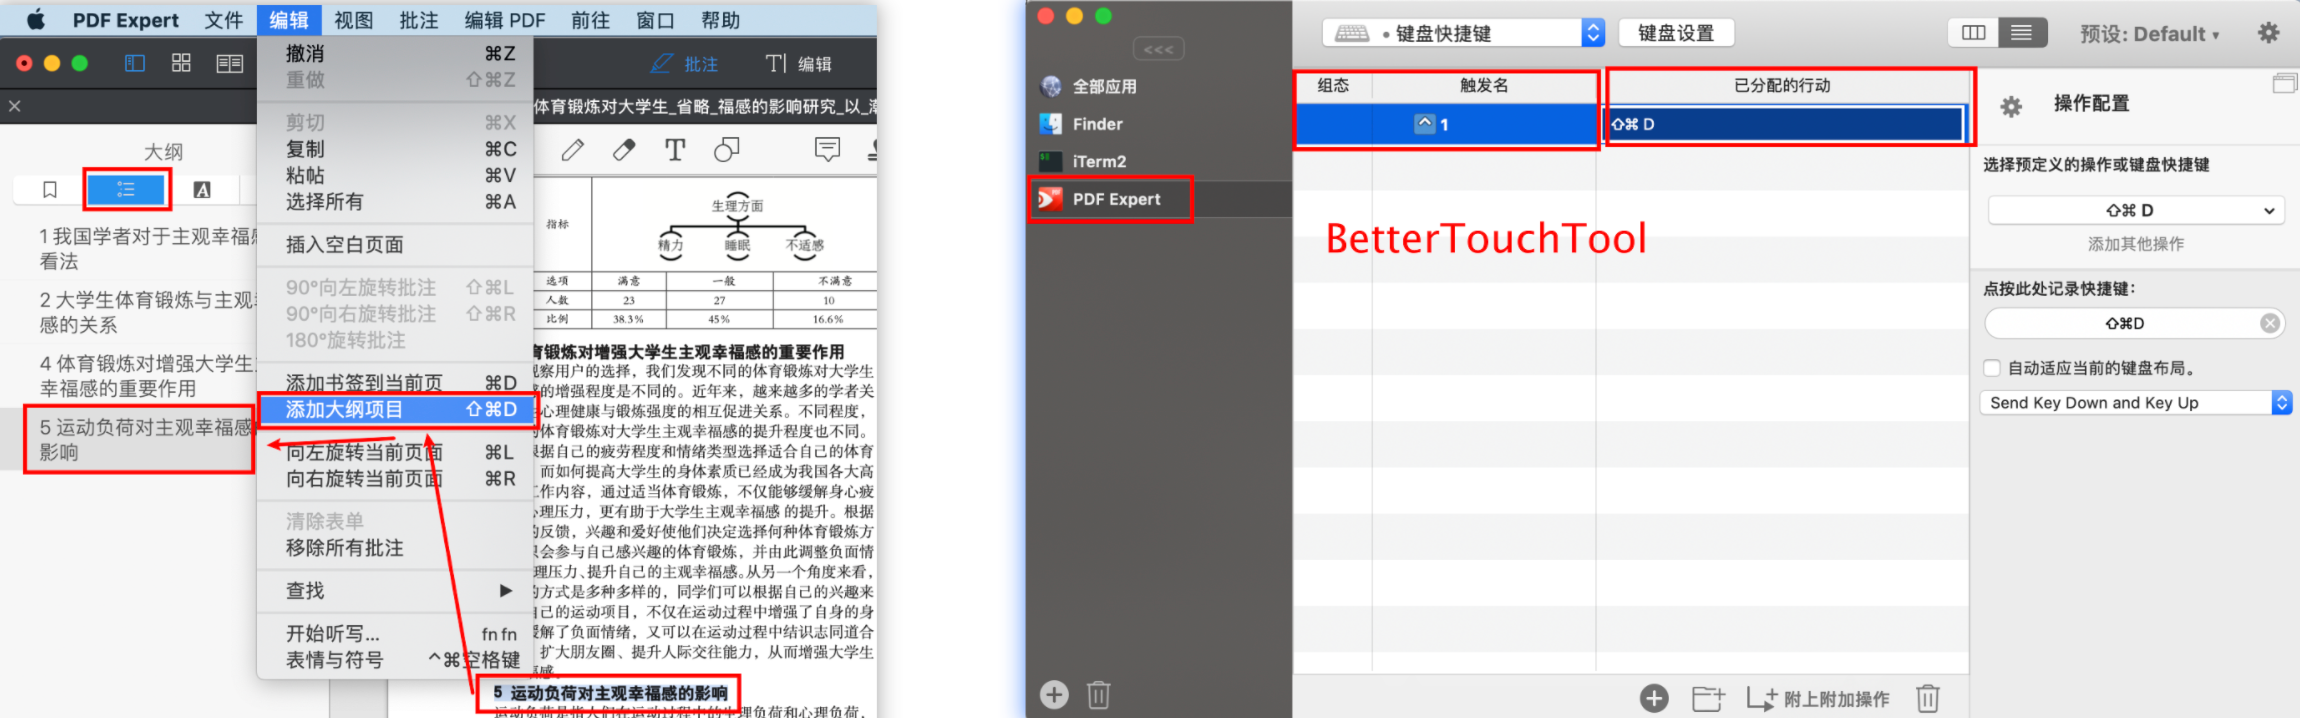 PDF Expert 文件 编辑 视图 批注 编辑 PDF 前往 窗口 帮助
批注 T| 编辑
体育锻炼对大学生_省略_福感的影响研究_以_
大纲
1 我国学者对于主观幸福
看法
2 大学生体育锻炼与主观
感的关系
4 体育锻炼对增强大学生
幸福感的重要作用
5 运动负荷对主观幸福感
影响
撤消 ⌘Z
重做 ⇧⌘Z
剪切 ⌘X
复制 ⌘C
粘帖 ⌘V
选择所有 ⌘A
插入空白页面
90°向左旋转批注 ⇧⌘L
90°向右旋转批注 ⇧⌘R
180°旋转批注
添加书签到当前页 ⌘D
添加大纲项目 ⇧⌘D
向左旋转当前页面 ⌘L
向右旋转当前页面 ⌘R
清除表单
移除所有批注
查找 ▶
开始听写... fn fn
表情与符号 ^⌘空格键
指标
生理方面
精力 睡眠 不适感
选项 满意 一般 不满意
人数 23 27 10
比例 38.3% 45% 16.6%
育锻炼对增强大学生主观幸福感的重要作用
观察用户的选择，我们发现不同的体育锻炼对大学生
的增强程度是不同的。近年来，越来越多的学者关
心理健康与锻炼强度的相互促进关系。不同程度，
的体育锻炼对大学生主观幸福感的提升程度也不同。
根据自己的疲劳程度和情绪类型选择适合自己的体育
而如何提高大学生的身体素质已经成为我国各大高
工作内容，通过适当体育锻炼，不仅能够缓解身心疲
心理压力，更有助于大学生主观幸福感 的提升。根据
的反馈，兴趣和爱好使他们决定选择何种体育锻炼方
只会参与自己感兴趣的体育锻炼，并由此调整负面情
理压力、提升自己的主观幸福感。从另一个角度来看，
的方式是多种多样的，同学们可以根据自己的兴趣来
自己的运动项目，不仅在运动过程中增强了自身的身
缓解了负面情绪，又可以在运动过程中结识志同道合
扩大朋友圈、提升人际交往能力，从而增强大学生
福感。
5 运动负荷对主观幸福感的影响
运动负荷是指人们在运动过程中的生理负荷和心理负荷，
<<<
全部应用
Finder
iTerm2
PDF Expert
• 键盘快捷键 键盘设置 预设: Default ▾
组态 触发名 已分配的行动
^ 1 ⇧⌘ D
BetterTouchTool
附上附加操作
操作配置
选择预定义的操作或键盘快捷键
⇧⌘ D
添加其他操作
点按此处记录快捷键：
⇧⌘D
自动适应当前的键盘布局。
Send Key Down and Key Up